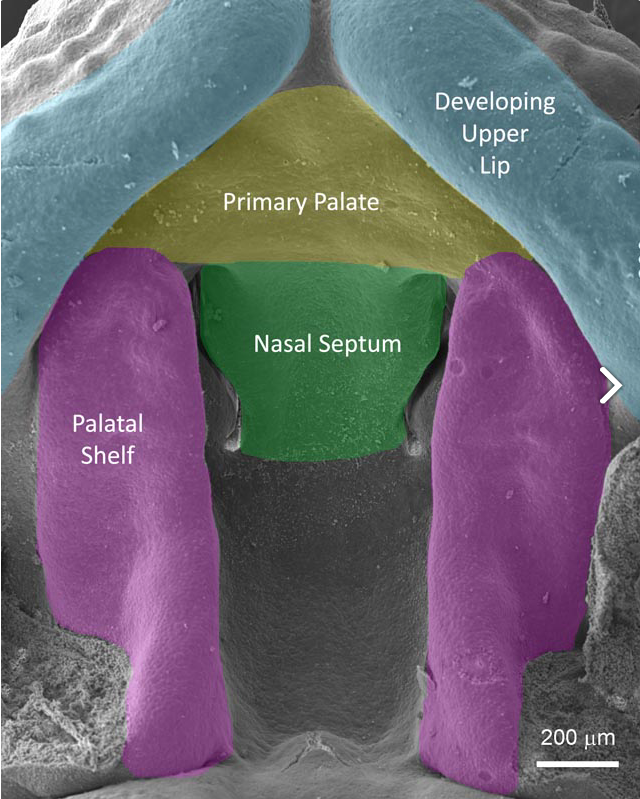 Developing
Upper
Lip
Primary Palate
Nasal Septum
Palatal
Shelf
200 μm